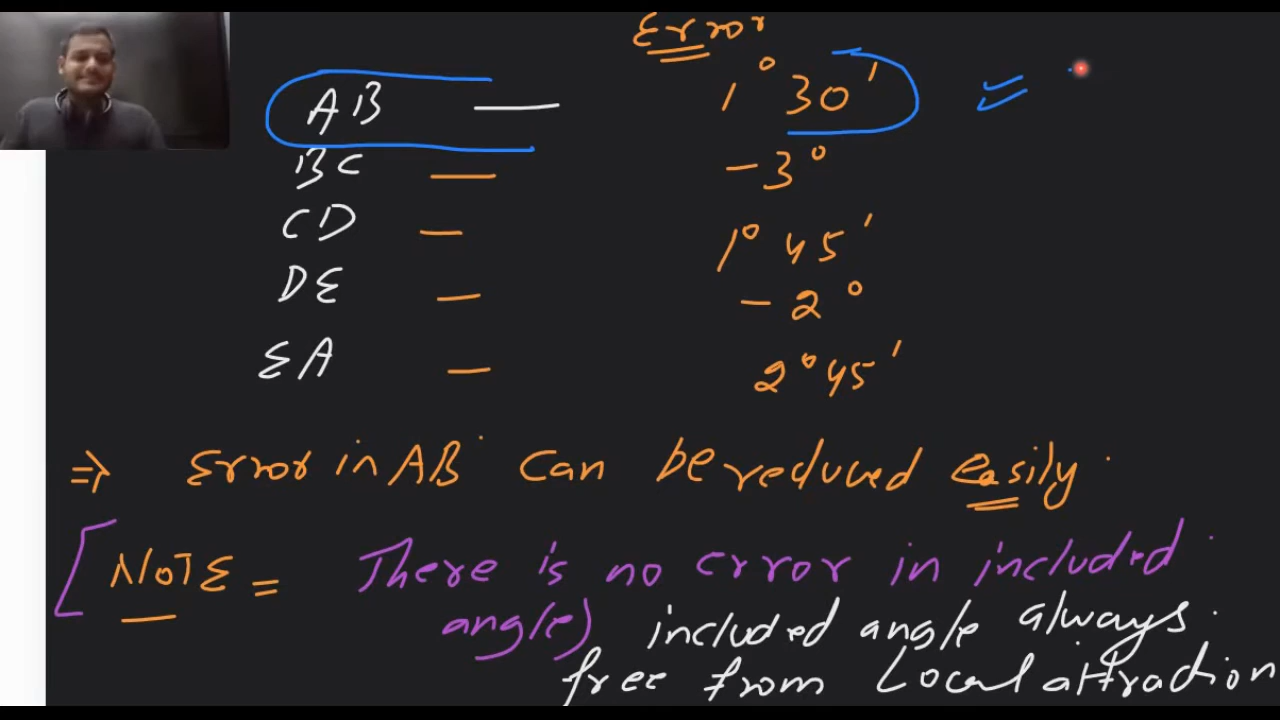 Error
AB — 1° 30'
BC — -3°
CD — 1° 45'
DE — -2°
EA — 2° 45'
⇒ Error in AB can be reduced easily.
[NOTE = There is no error in included
angle) included angle always.
free from Local attraction